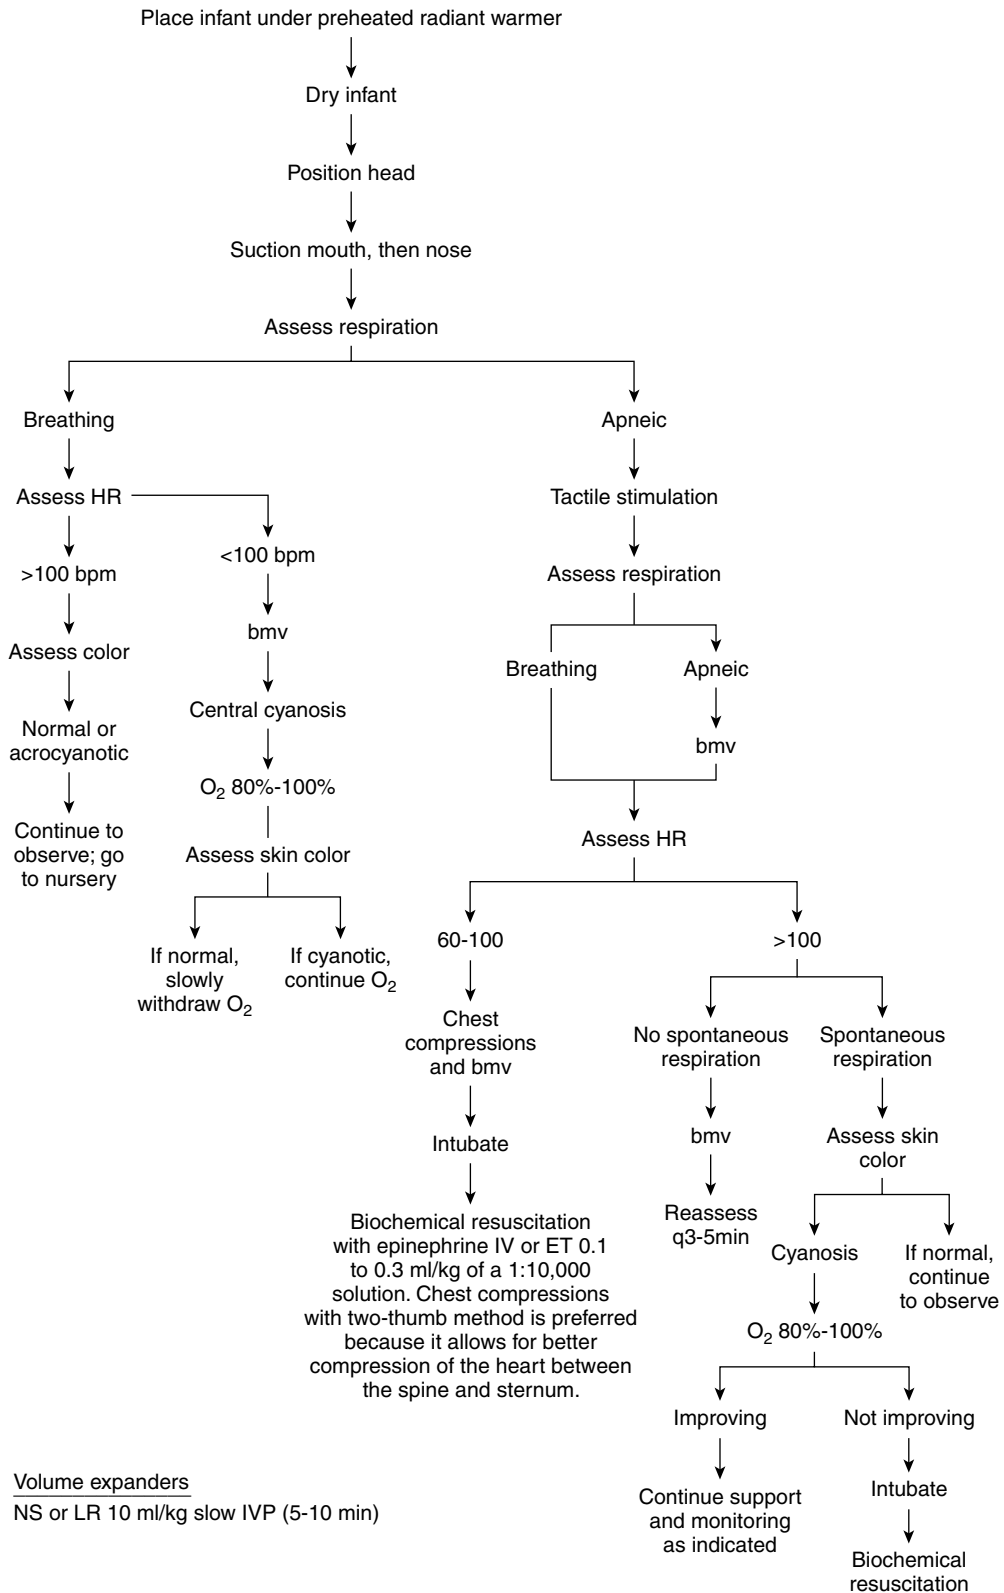 Place infant under preheated radiant warmer
Dry infant
Position head
Suction mouth, then nose
Assess respiration
Breathing
Assess HR
>100 bpm
Assess color
Normal or
acrocyanotic
Continue to
observe; go
to nursery
<100 bpm
bmv
Central cyanosis
O₂ 80%-100%
Assess skin color
If normal,
slowly
withdraw O₂
If cyanotic,
continue O₂
Apneic
Tactile stimulation
Assess respiration
Breathing
Apneic
bmv
Assess HR
60-100
Chest
compressions
and bmv
Intubate
Biochemical resuscitation
with epinephrine IV or ET 0.1
to 0.3 ml/kg of a 1:10,000
solution. Chest compressions
with two-thumb method is preferred
because it allows for better
compression of the heart between
the spine and sternum.
>100
No spontaneous
respiration
bmv
Reassess
q3-5min
Spontaneous
respiration
Assess skin
color
Cyanosis
If normal,
continue
to observe
O₂ 80%-100%
Improving
Continue support
and monitoring
as indicated
Not improving
Intubate
Biochemical
resuscitation
Volume expanders
NS or LR 10 ml/kg slow IVP (5-10 min)